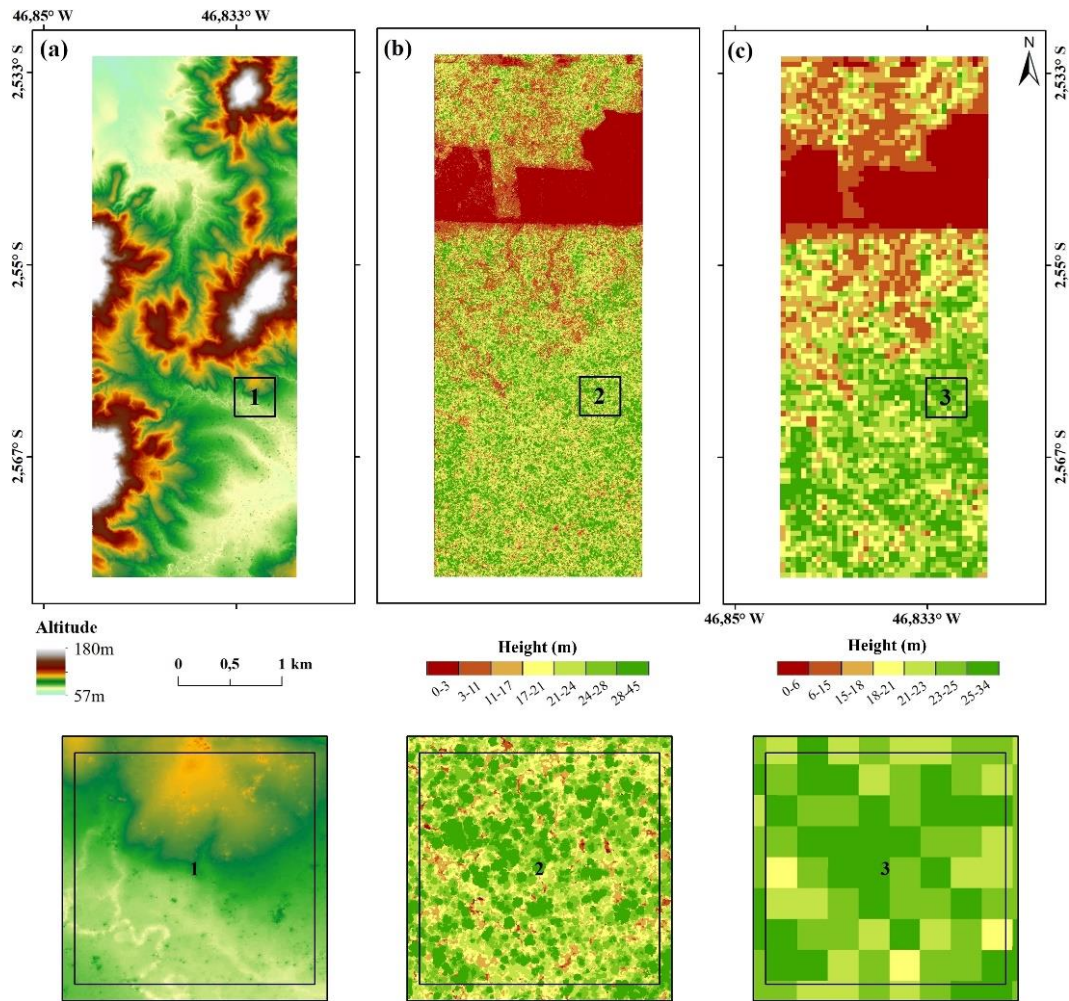 46,85° W 46,833° W
(a) (b) (c)
N
2,533° S 2,533° S
2,55° S 2,55° S
2,567° S 2,567° S
1 2 3
46,85° W 46,833° W
Altitude
180m
57m
0 0,5 1 km
Height (m)
0-3 3-11 11-17 17-21 21-24 24-28 28-45
Height (m)
0-6 6-15 15-18 18-21 21-23 23-25 25-34
1 2 3